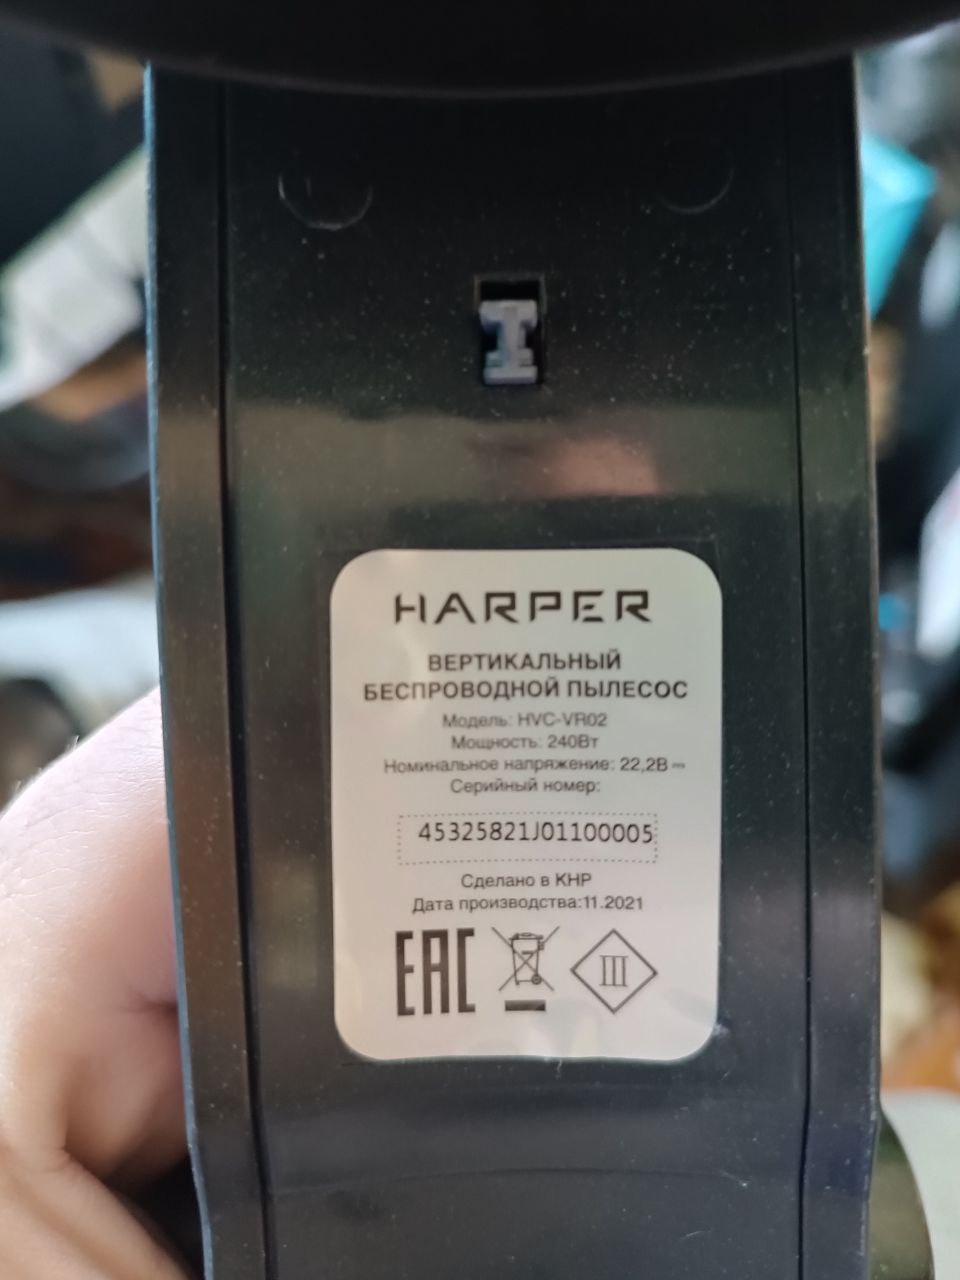 HARPER
ВЕРТИКАЛЬНЫЙ
БЕСПРОВОДНОЙ ПЫЛЕСОС
Модель: HVC-VR02
Мощность: 240Вт
Номинальное напряжение: 22,2В ⎓
Серийный номер:
45325821J01100005
Сделано в КНР
Дата производства:11.2021
EAC III